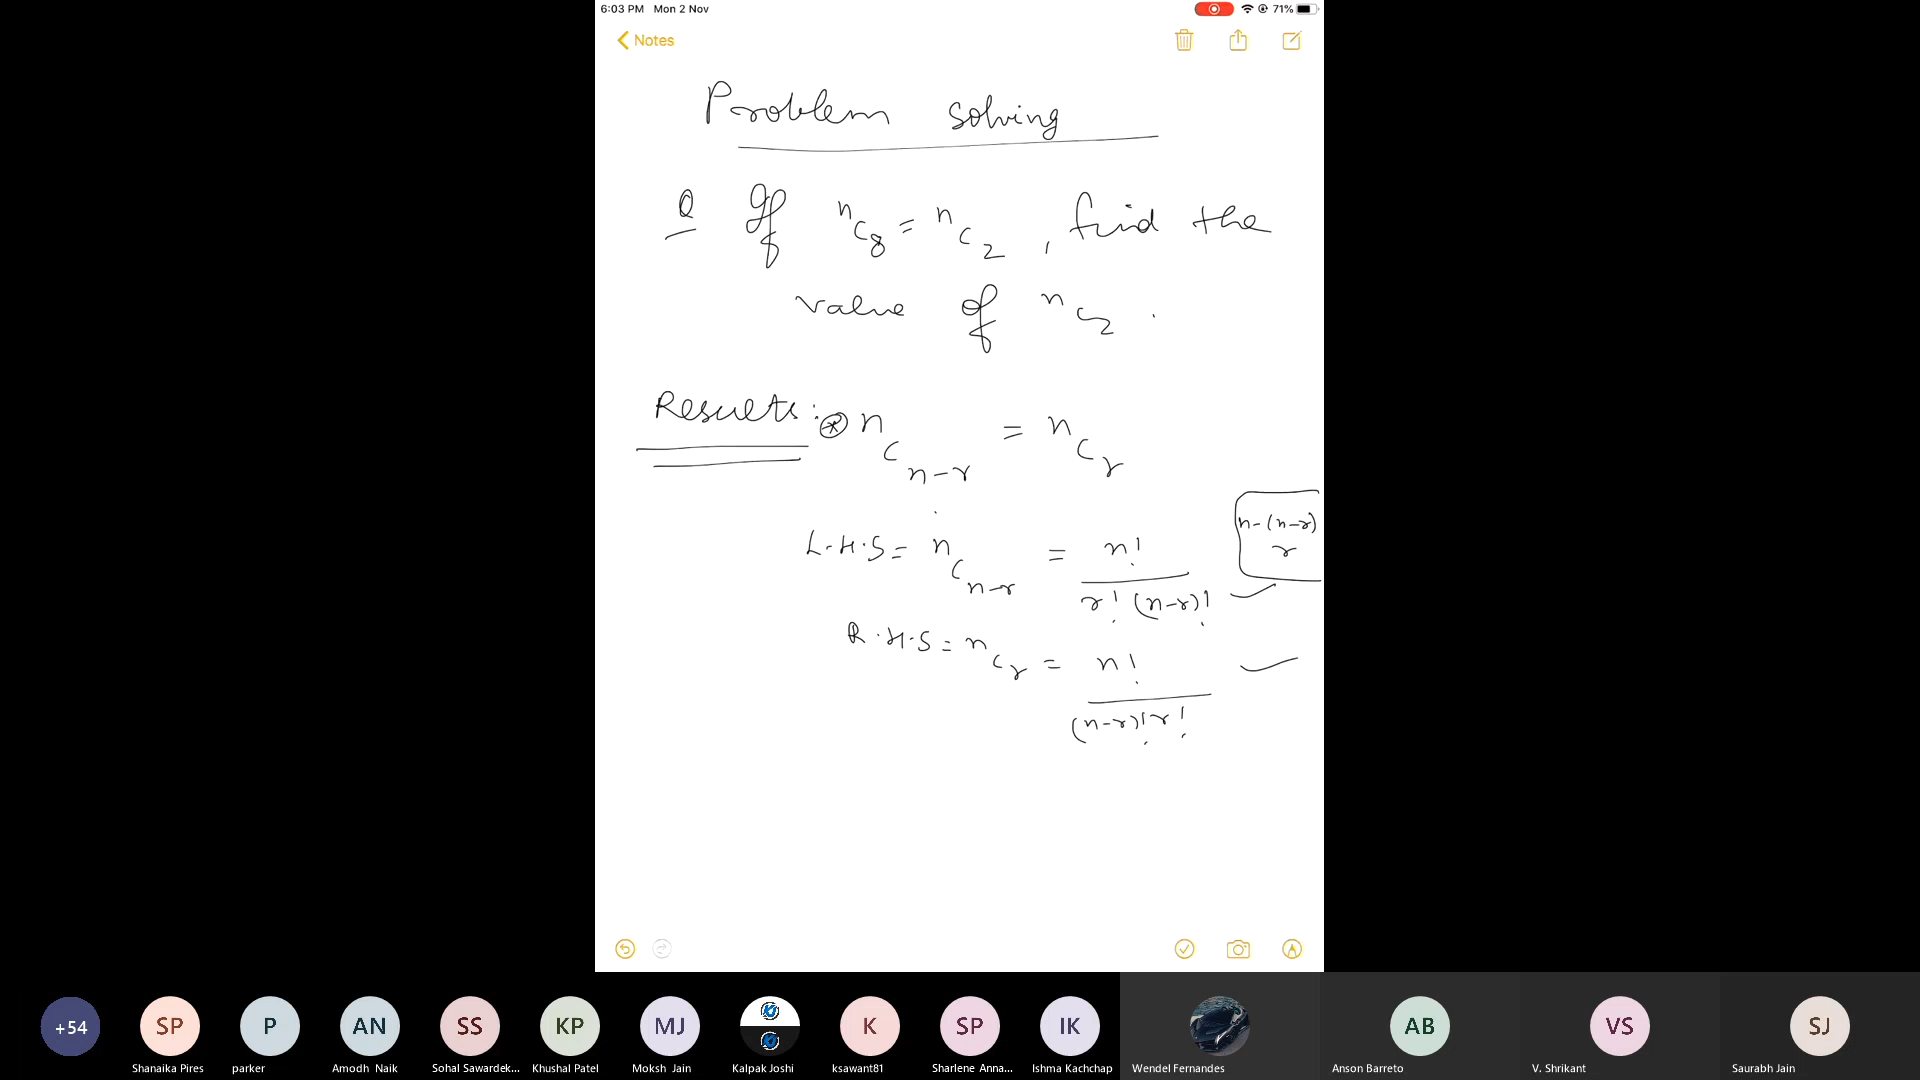 6:03 PM Mon 2 Nov 71%
Notes
Problem solving
Q If ⁿC₈ = ⁿC₂ , find the
value of ⁿC₂ .
Results : ⊛ ⁿCₙ₋ᵣ = ⁿCᵣ
n-(n-r)
r
L.H.S = ⁿCₙ₋ᵣ = n! / r! (n-r)!
R.H.S = ⁿCᵣ = n! / (n-r)! r!
+54 SP P AN SS KP MJ K SP IK AB VS SJ
Shanaika Pires parker Amodh Naik Sohal Sawardek... Khushal Patel Moksh Jain Kalpak Joshi ksawant81 Sharlene Anna... Ishma Kachchap Wendel Fernandes Anson Barreto V. Shrikant Saurabh Jain